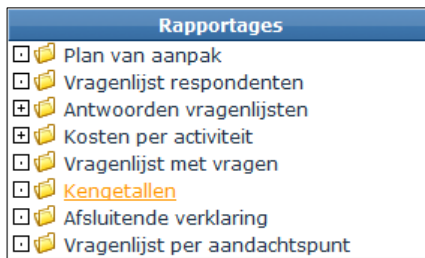 Rapportages
Plan van aanpak
Vragenlijst respondenten
Antwoorden vragenlijsten
Kosten per activiteit
Vragenlijst met vragen
Kengetallen
Afsluitende verklaring
Vragenlijst per aandachtspunt